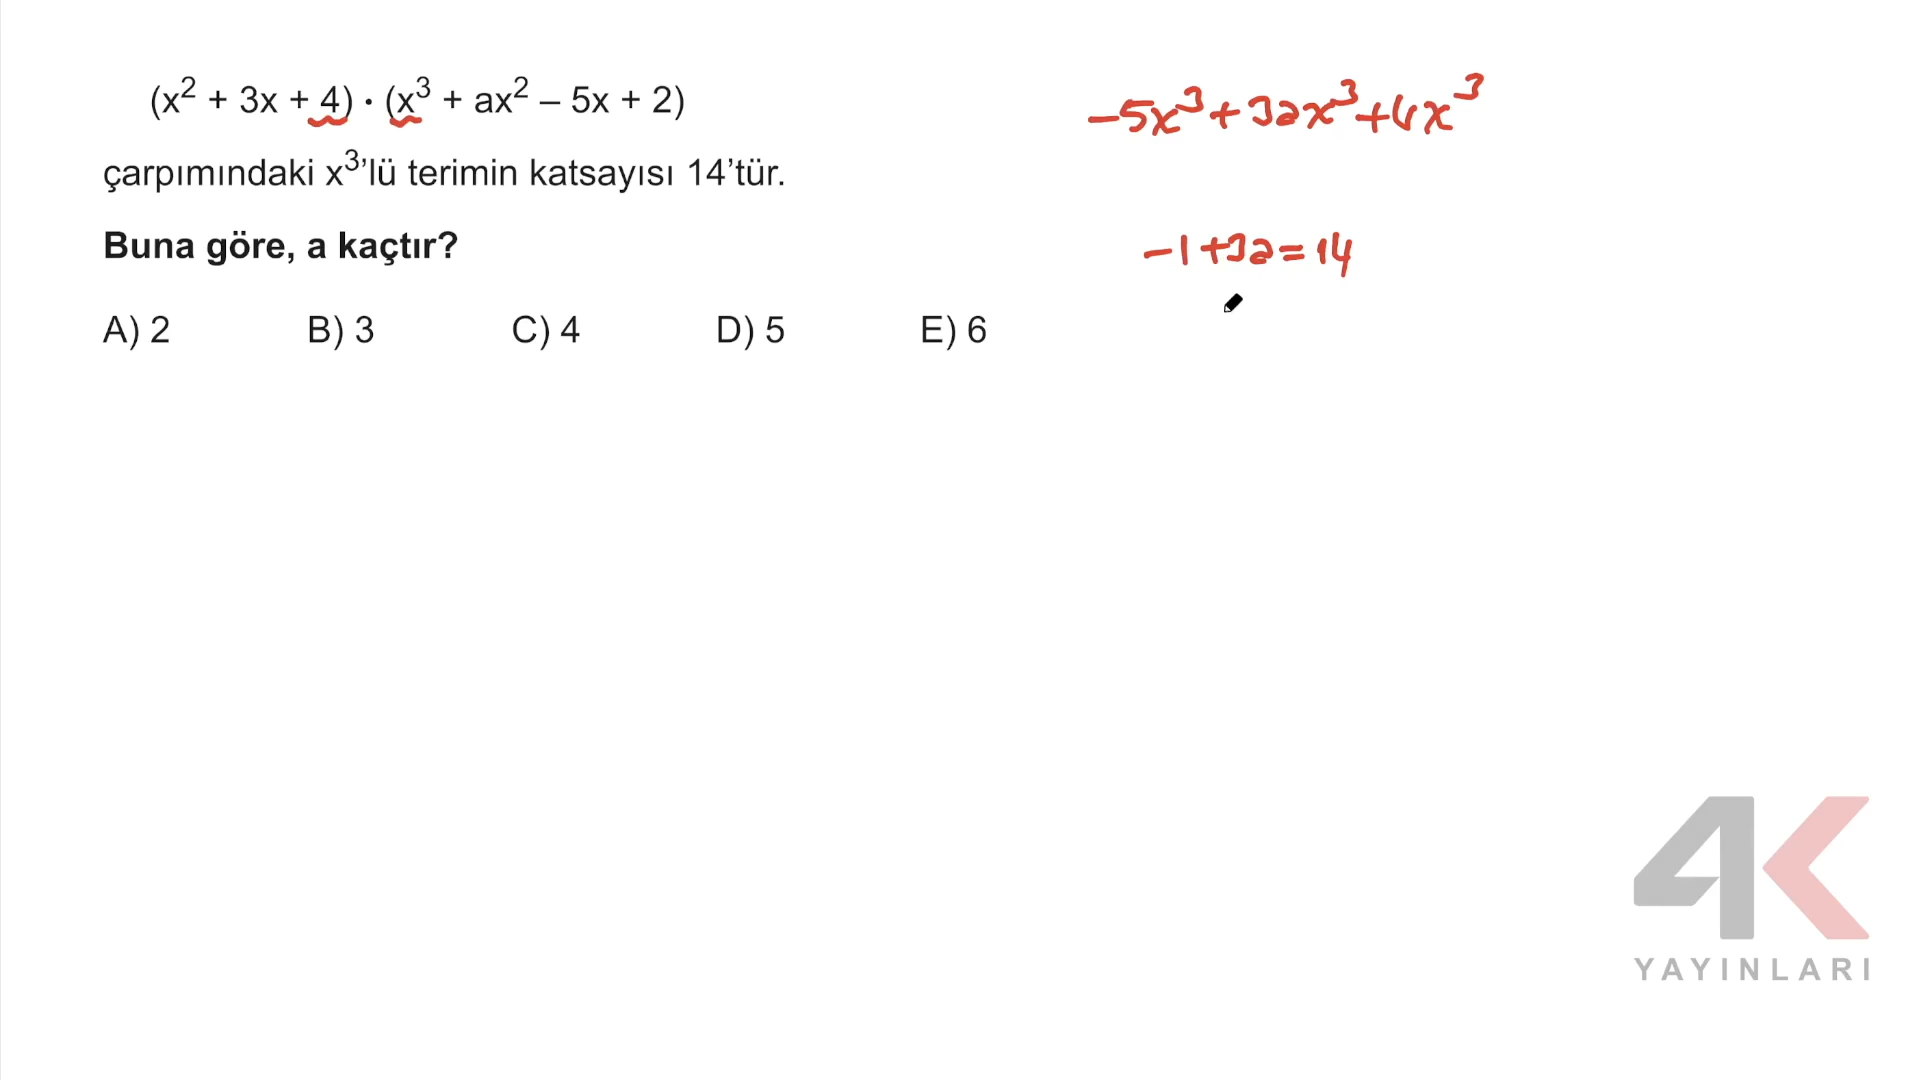 (x² + 3x + 4) · (x³ + ax² – 5x + 2)
çarpımındaki x³’lü terimin katsayısı 14’tür.
Buna göre, a kaçtır?
A) 2 B) 3 C) 4 D) 5 E) 6
-5x³+3ax³+4x³
-1+3a=14
4K
YAYINLARI